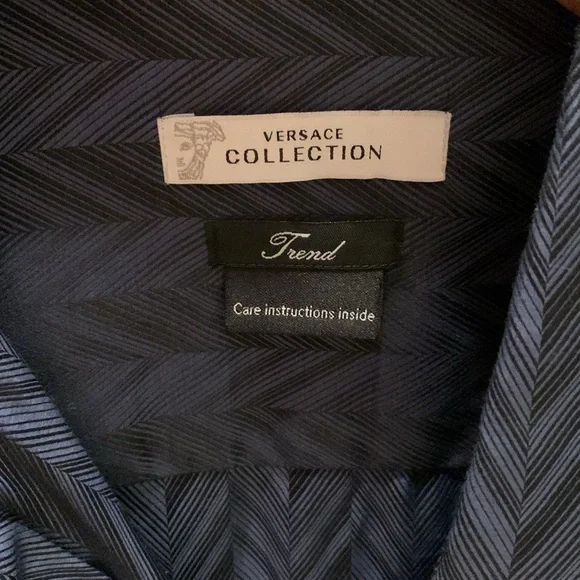 VERSACE
COLLECTION
Trend
Care instructions inside